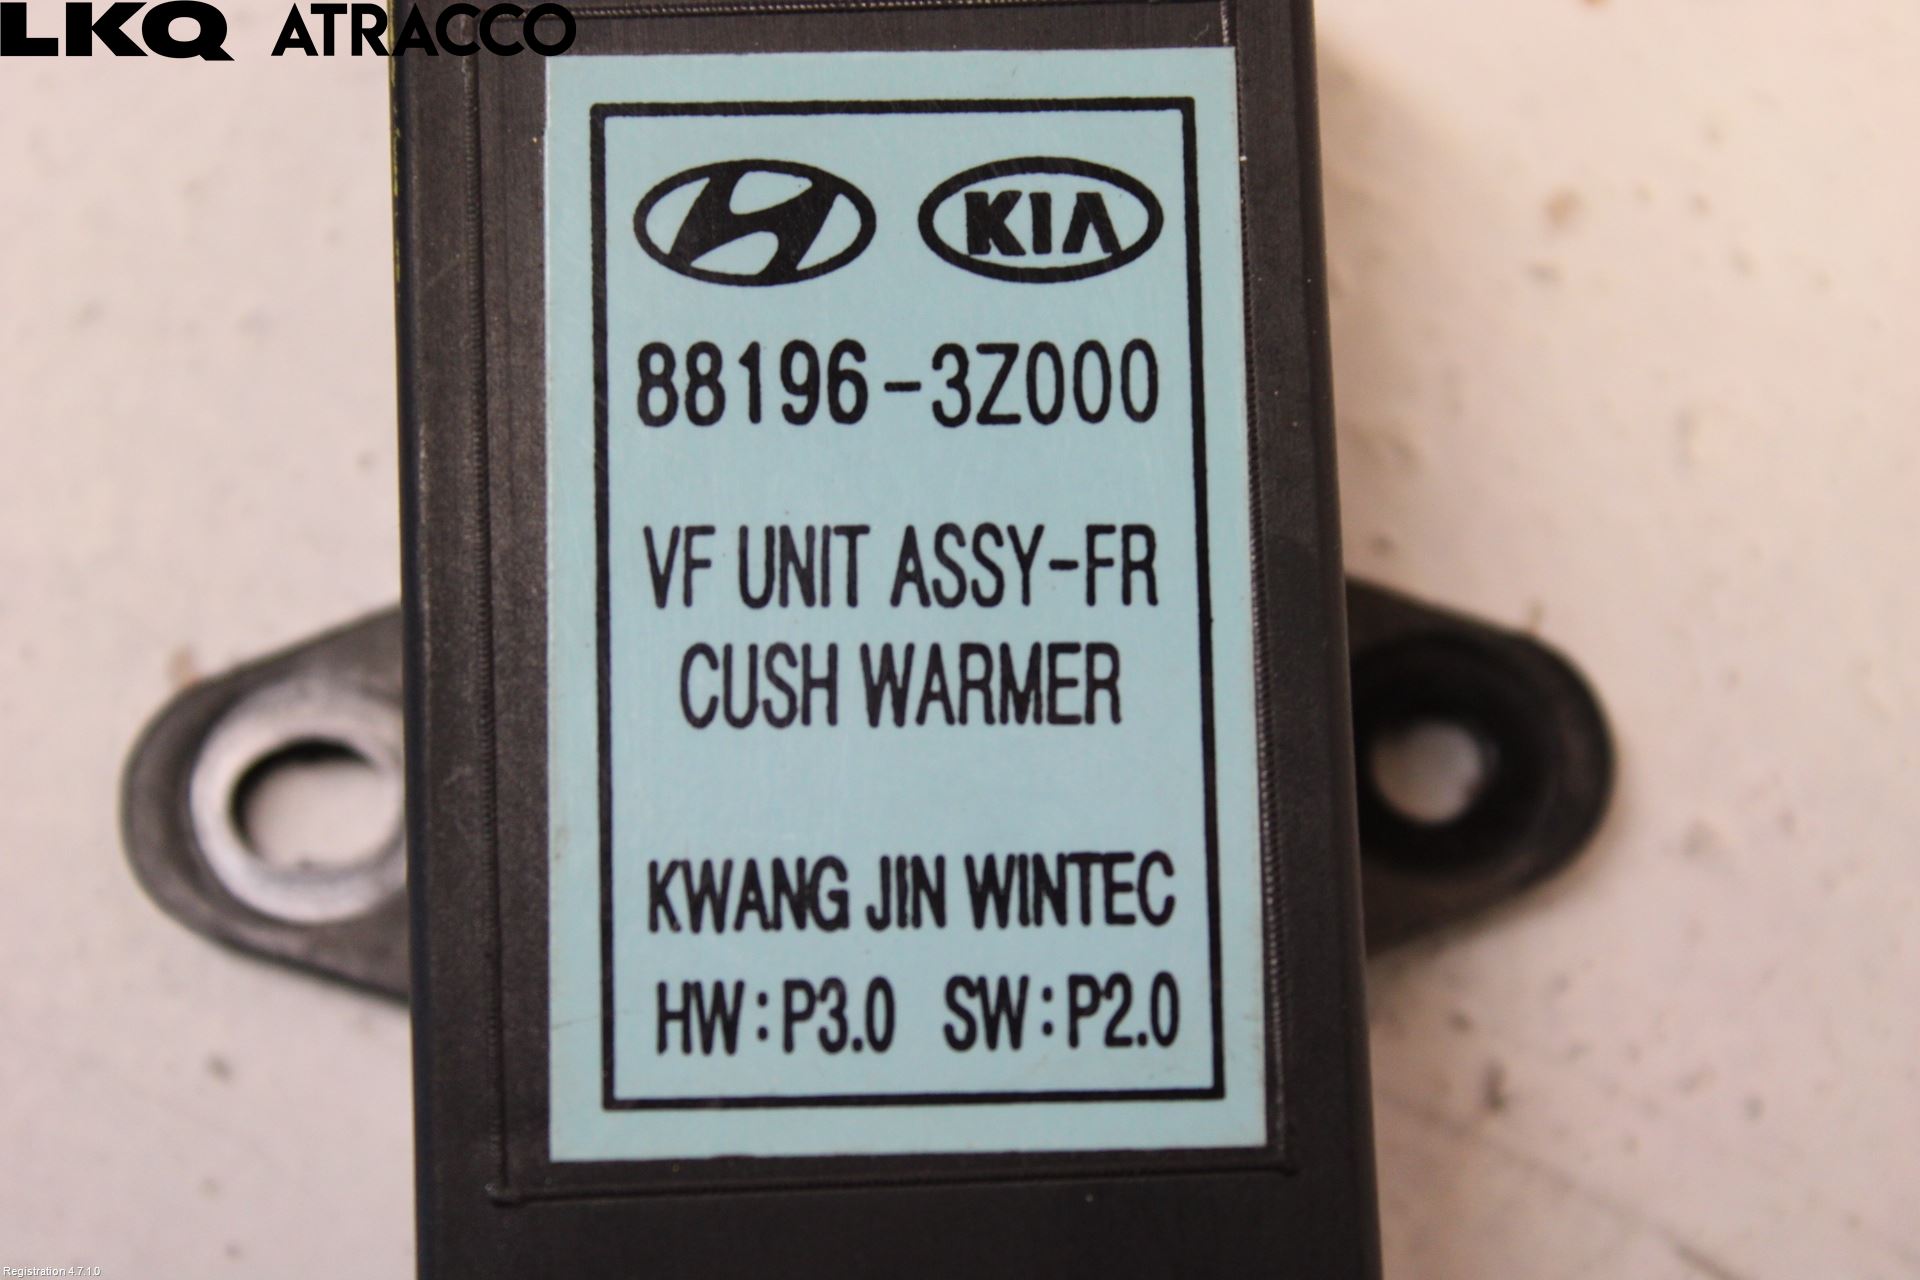 LKQ ATRACCO
KIA
88196-3Z000
VF UNIT ASSY-FR
CUSH WARMER
KWANG JIN WINTEC
HW:P3.0 SW:P2.0
Registration 4.7.1.0